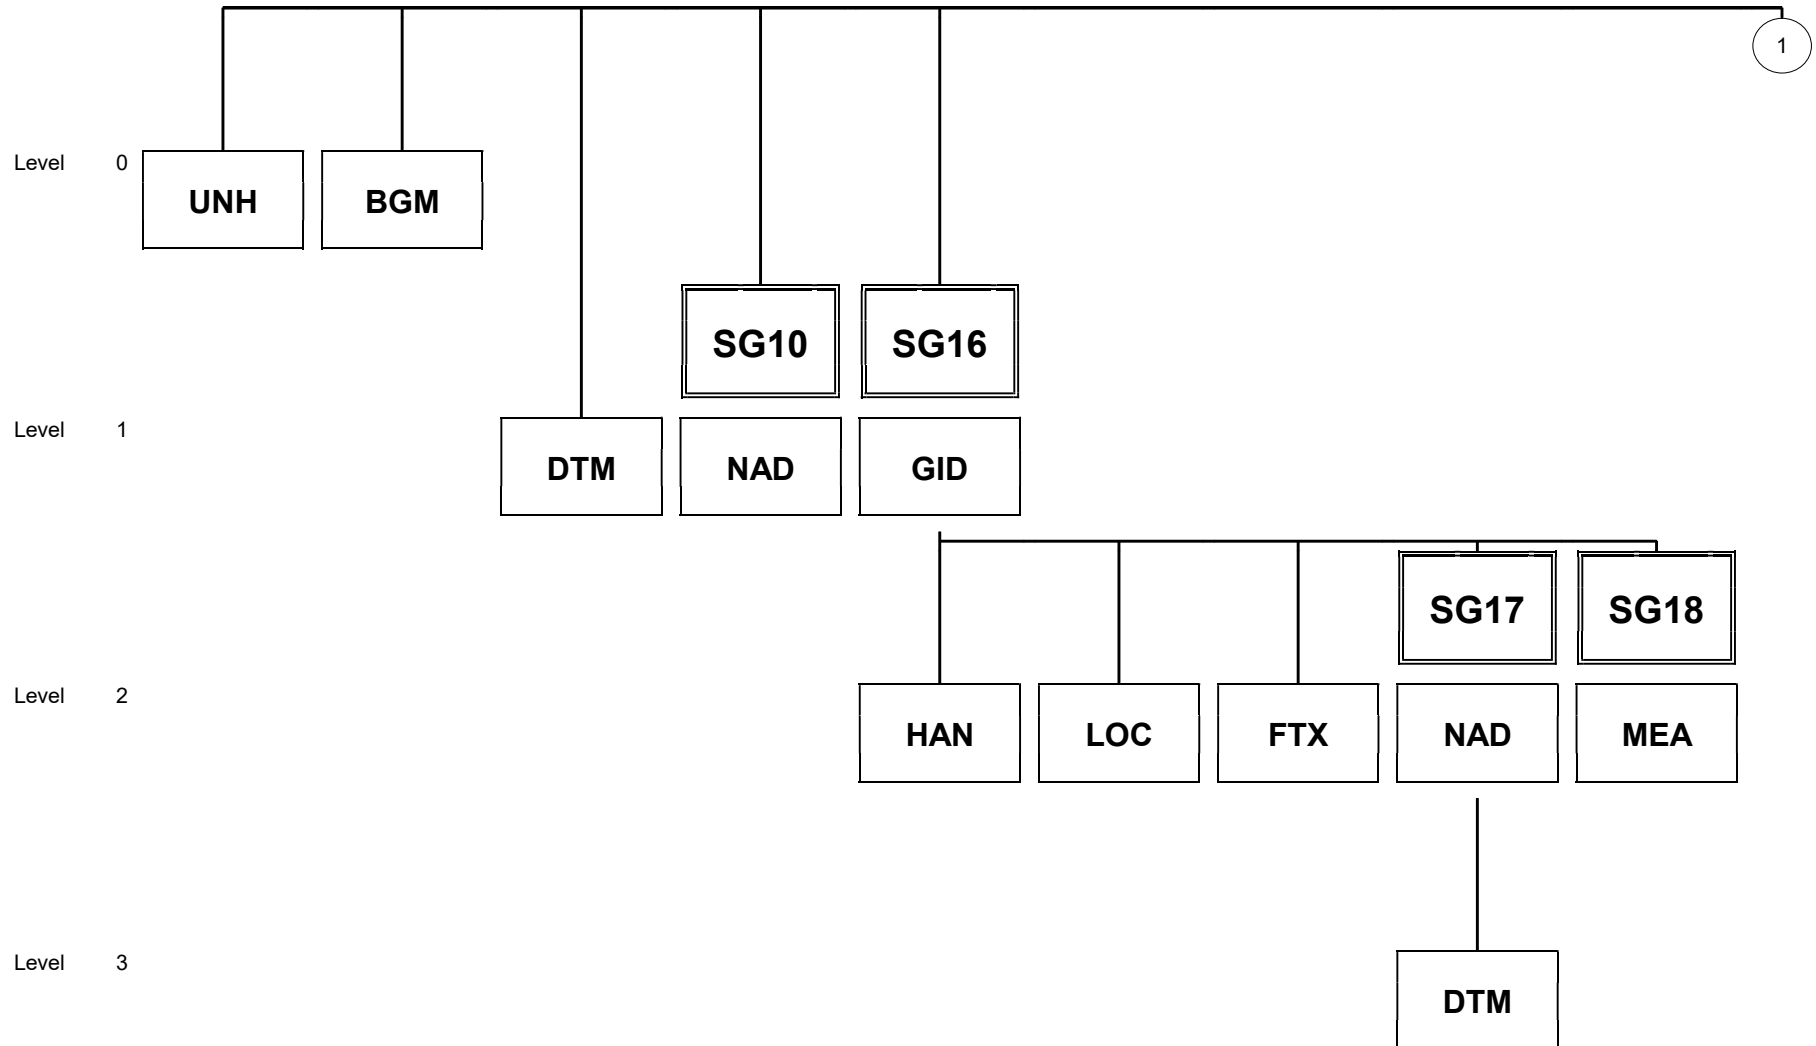 1
Level 0
UNH BGM
SG10 SG16
Level 1
DTM NAD GID
SG17 SG18
Level 2
HAN LOC FTX NAD MEA
Level 3
DTM